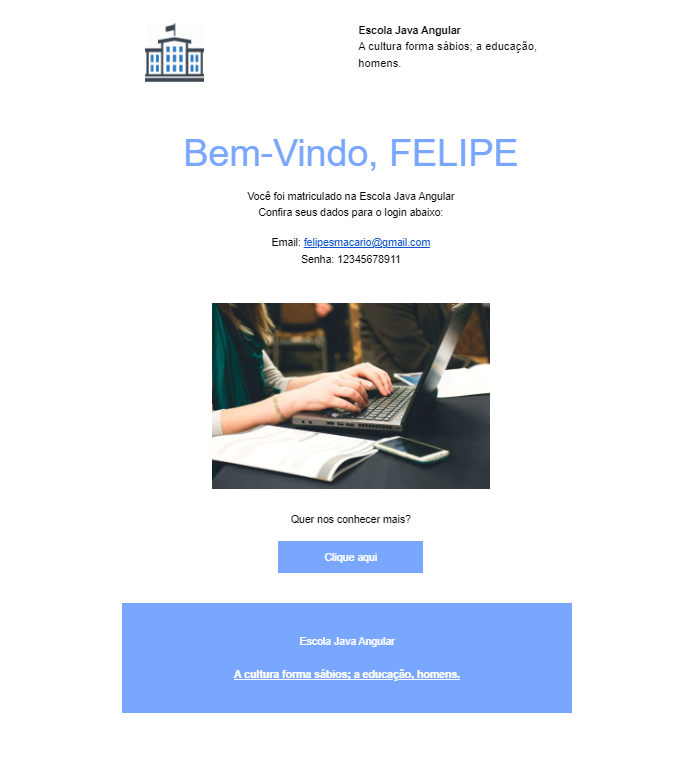 Escola Java Angular
A cultura forma sábios; a educação,
homens.
Bem-Vindo, FELIPE
Você foi matriculado na Escola Java Angular
Confira seus dados para o login abaixo:
Email: felipesmacario@gmail.com
Senha: 12345678911
Quer nos conhecer mais?
Clique aqui
Escola Java Angular
A cultura forma sábios; a educação, homens.